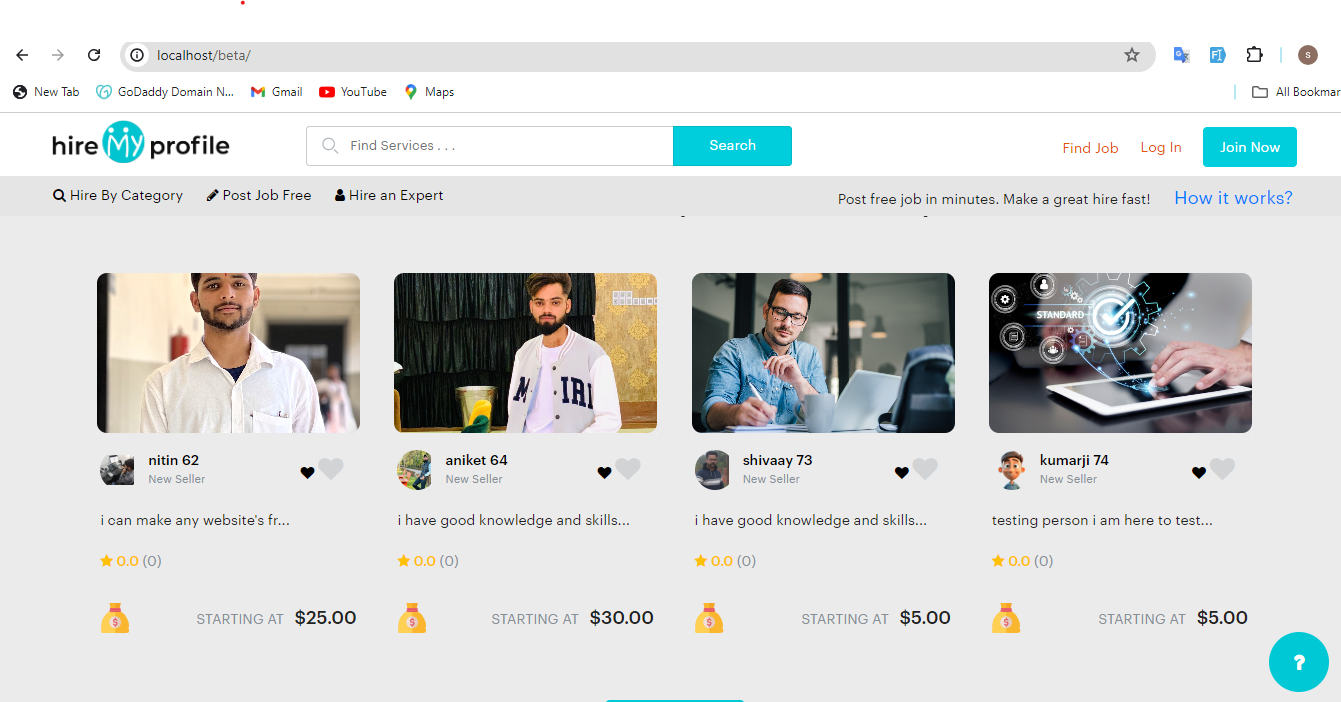 localhost/beta/
S
New Tab GoDaddy Domain N... Gmail YouTube Maps All Bookmar
hire My profile Find Services . . . Search Find Job Log In Join Now
Hire By Category Post Job Free Hire an Expert Post free job in minutes. Make a great hire fast! How it works?
STANDARD
nitin 62 aniket 64 shivaay 73 kumarji 74
New Seller New Seller New Seller New Seller
i can make any website's fr... i have good knowledge and skills... i have good knowledge and skills... testing person i am here to test...
0.0 (0) 0.0 (0) 0.0 (0) 0.0 (0)
STARTING AT $25.00 STARTING AT $30.00 STARTING AT $5.00 STARTING AT $5.00
?